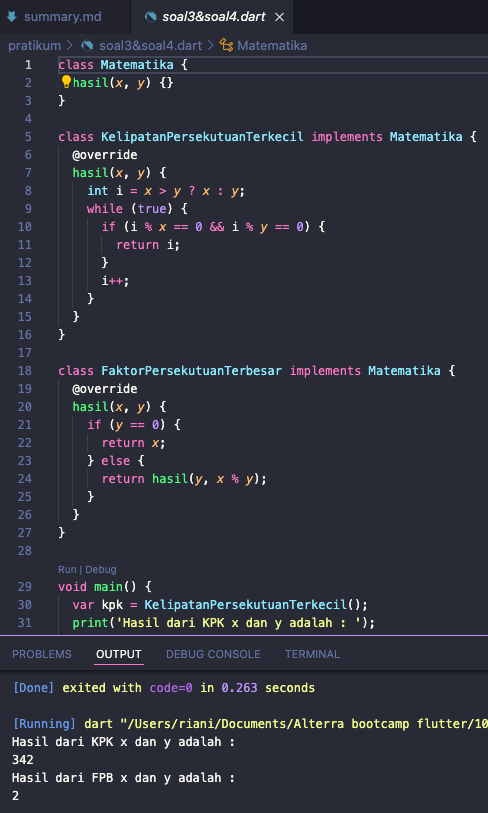 summary.md soal3&soal4.dart ×
pratikum > soal3&soal4.dart > Matematika
1 class Matematika {
2 hasil(x, y) {}
3 }
4
5 class KelipatanPersekutuanTerkecil implements Matematika {
6 @override
7 hasil(x, y) {
8 int i = x > y ? x : y;
9 while (true) {
10 if (i % x == 0 && i % y == 0) {
11 return i;
12 }
13 i++;
14 }
15 }
16 }
17
18 class FaktorPersekutuanTerbesar implements Matematika {
19 @override
20 hasil(x, y) {
21 if (y == 0) {
22 return x;
23 } else {
24 return hasil(y, x % y);
25 }
26 }
27 }
28
Run | Debug
29 void main() {
30 var kpk = KelipatanPersekutuanTerkecil();
31 print('Hasil dari KPK x dan y adalah : ');
PROBLEMS OUTPUT DEBUG CONSOLE TERMINAL
[Done] exited with code=0 in 0.263 seconds
[Running] dart "/Users/riani/Documents/Alterra bootcamp flutter/10
Hasil dari KPK x dan y adalah :
342
Hasil dari FPB x dan y adalah :
2